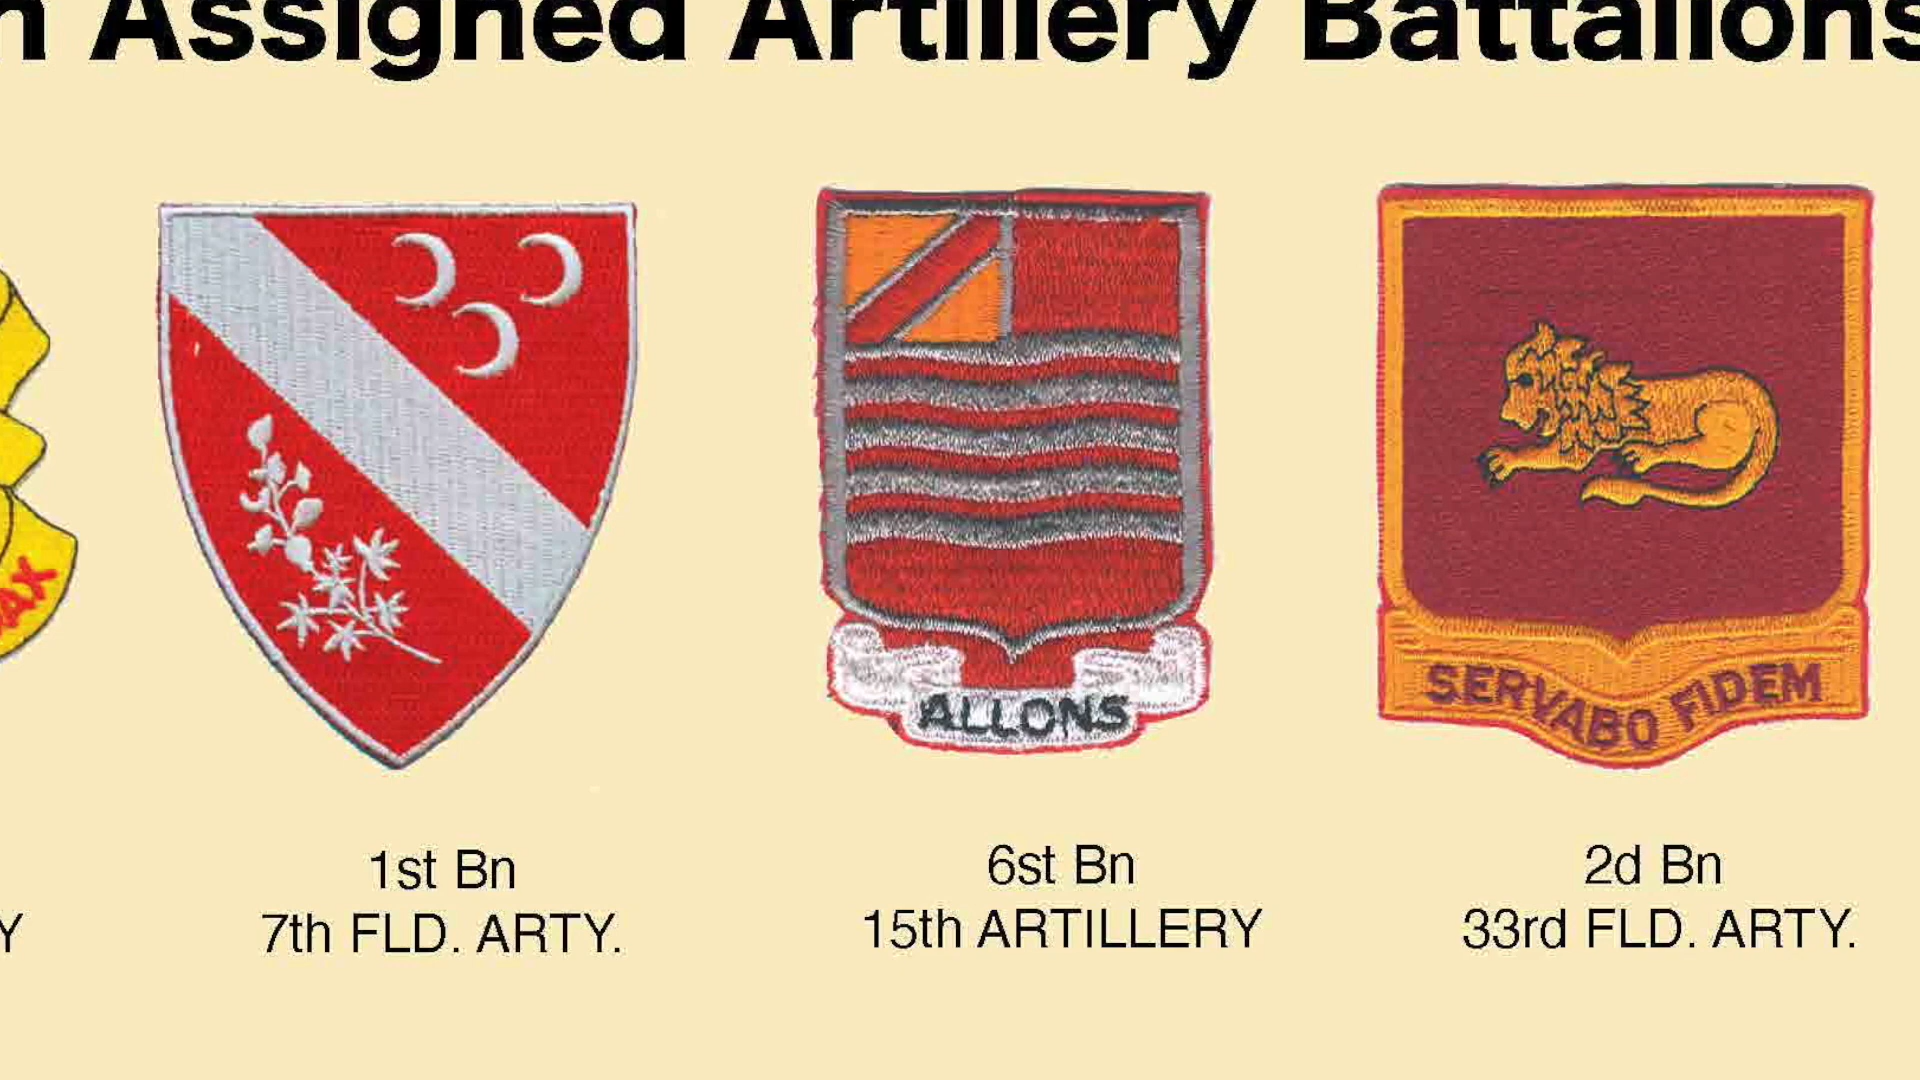 n Assigned Artillery Battalions
AX
ALLONS
SERVABO FIDEM
1st Bn
7th FLD. ARTY.
6st Bn
15th ARTILLERY
2d Bn
33rd FLD. ARTY.
Y